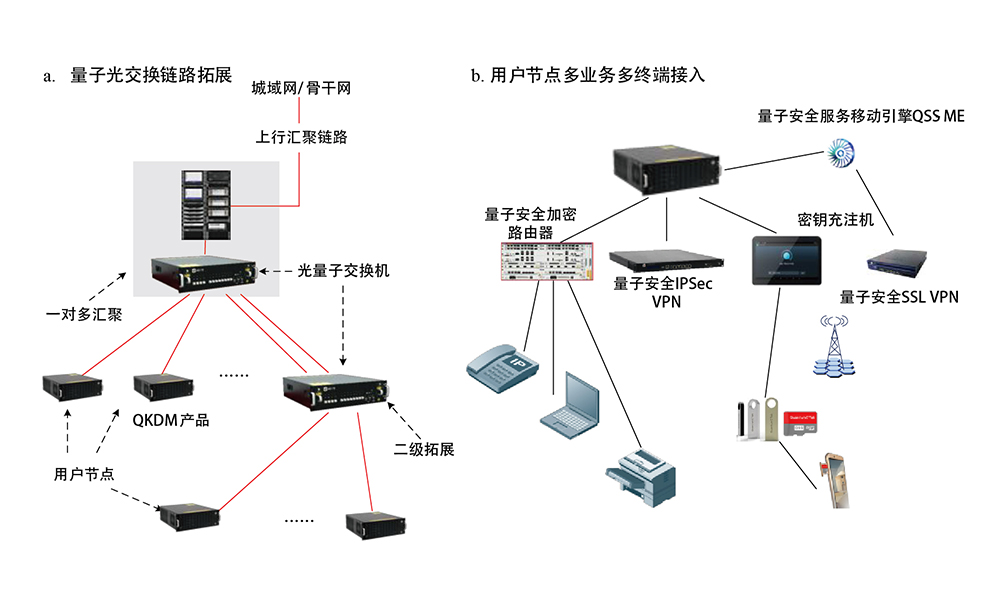 a. 量子光交换链路拓展
城域网/骨干网
上行汇聚链路
光量子交换机
一对多汇聚
......
QKDM产品
二级拓展
用户节点
......
b. 用户节点多业务多终端接入
量子安全服务移动引擎QSS ME
量子安全加密
路由器
密钥充注机
量子安全IPSec
VPN
量子安全SSL VPN
IP